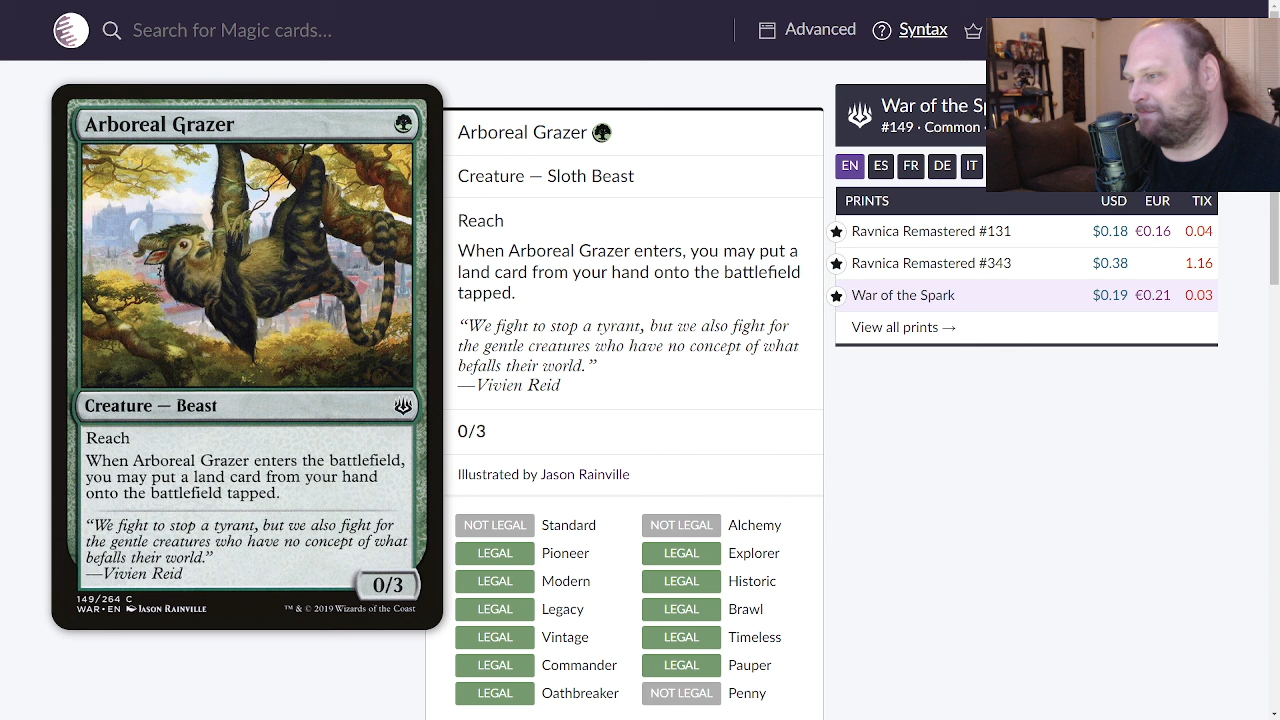 Search for Magic cards…
Advanced
Syntax
Arboreal Grazer
Creature — Beast
Reach
When Arboreal Grazer enters the battlefield,
you may put a land card from your hand
onto the battlefield tapped.
“We fight to stop a tyrant, but we also fight for
the gentle creatures who have no concept of what
befalls their world.”
—Vivien Reid
0/3
149/264 C
WAR • EN Jason Rainville
™ & © 2019 Wizards of the Coast
Arboreal Grazer
Creature — Sloth Beast
Reach
When Arboreal Grazer enters, you may put a
land card from your hand onto the battlefield
tapped.
“We fight to stop a tyrant, but we also fight for
the gentle creatures who have no concept of what
befalls their world.”
—Vivien Reid
0/3
Illustrated by Jason Rainville
NOT LEGAL Standard NOT LEGAL Alchemy
LEGAL Pioneer LEGAL Explorer
LEGAL Modern LEGAL Historic
LEGAL Legacy LEGAL Brawl
LEGAL Vintage LEGAL Timeless
LEGAL Commander LEGAL Pauper
LEGAL Oathbreaker NOT LEGAL Penny
War of the Sp
#149 · Common ·
EN ES FR DE IT
PRINTS USD EUR TIX
Ravnica Remastered #131 $0.18 €0.16 0.04
Ravnica Remastered #343 $0.38 1.16
War of the Spark $0.19 €0.21 0.03
View all prints →